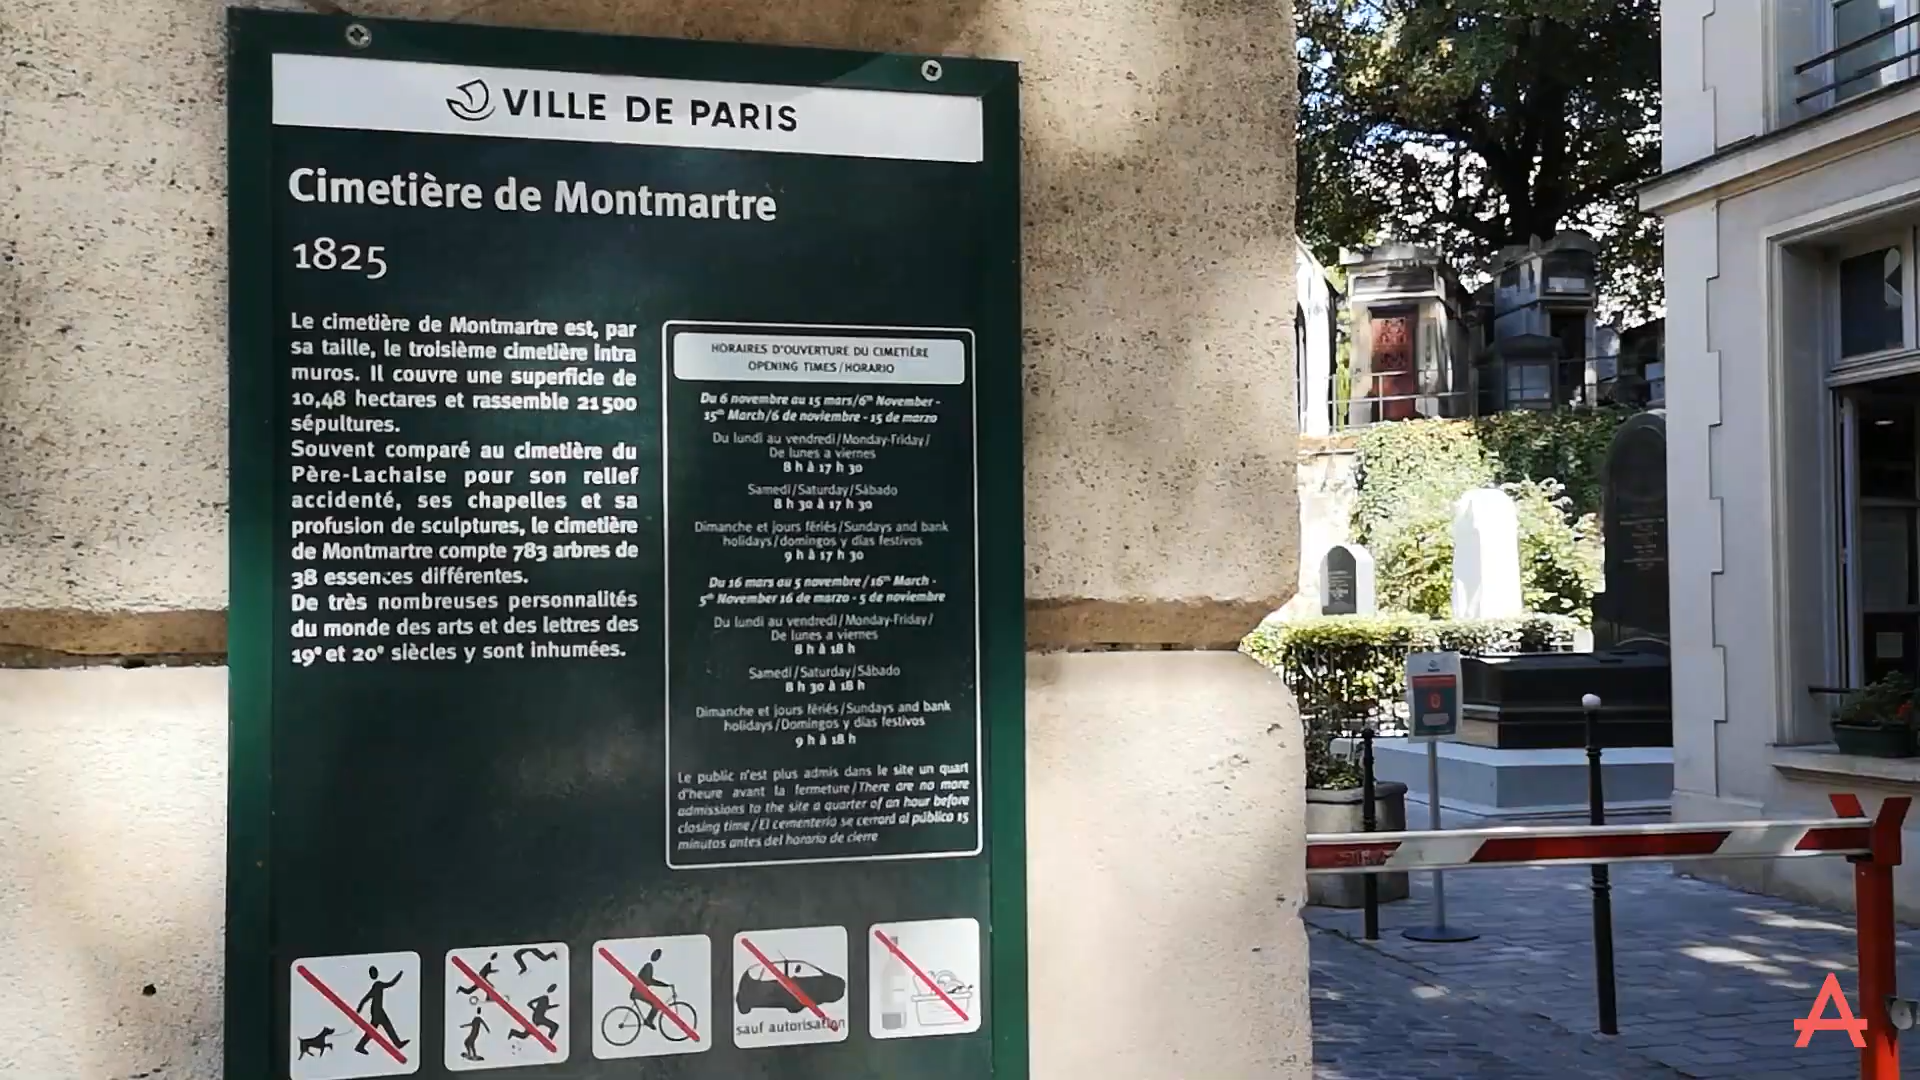 VILLE DE PARIS
Cimetière de Montmartre
1825
Le cimetière de Montmartre est, par
sa taille, le troisième cimetière intra
muros. Il couvre une superficie de
10,48 hectares et rassemble 21 500
sépultures.
Souvent comparé au cimetière du
Père-Lachaise pour son relief
accidenté, ses chapelles et sa
profusion de sculptures, le cimetière
de Montmartre compte 783 arbres de
38 essences différentes.
De très nombreuses personnalités
du monde des arts et des lettres des
19e et 20e siècles y sont inhumées.
HORAIRES D'OUVERTURE DU CIMETIÈRE
OPENING TIMES / HORARIO
Du 6 novembre au 15 mars/6th November -
15th March/6 de noviembre - 15 de marzo
Du lundi au vendredi/Monday-Friday/
De lunes a viernes
8 h à 17 h 30
Samedi/Saturday/Sábado
8 h 30 à 17 h 30
Dimanche et jours fériés/Sundays and bank
holidays/domingos y días festivos
9 h à 17 h 30
Du 16 mars au 5 novembre/16th March -
5th November 16 de marzo - 5 de noviembre
Du lundi au vendredi/Monday-Friday/
De lunes a viernes
8 h à 18 h
Samedi/Saturday/Sábado
8 h 30 à 18 h
Dimanche et jours fériés/Sundays and bank
holidays/Domingos y días festivos
9 h à 18 h
Le public n'est plus admis dans le site un quart
d'heure avant la fermeture/There are no more
admissions to the site a quarter of an hour before
closing time/El cementerio se cerrará al público 15
minutos antes del horario de cierre
sauf autorisation
A